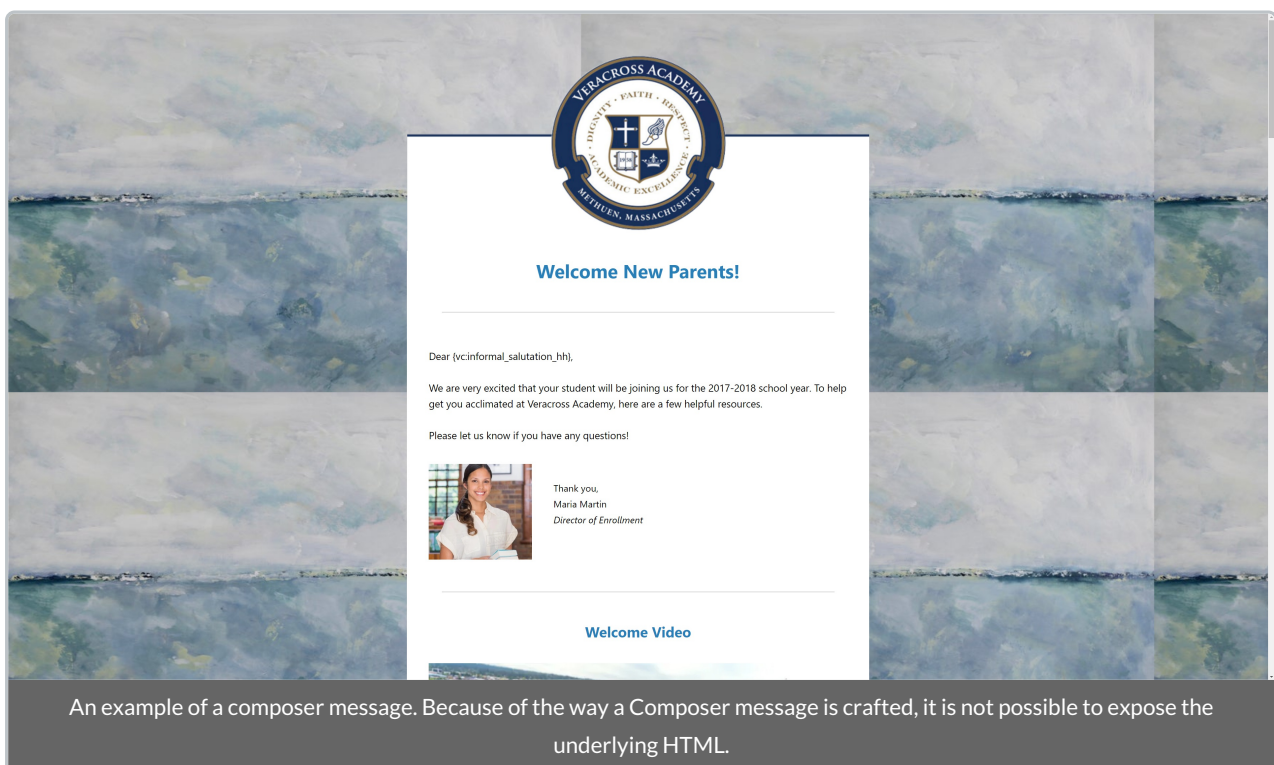 VERACROSS ACADEMY
DIGNITY · FAITH · RESPECT
ACADEMIC EXCELLENCE
METHUEN, MASSACHUSETTS
Welcome New Parents!
Dear {vc:informal_salutation_hh},
We are very excited that your student will be joining us for the 2017-2018 school year. To help
get you acclimated at Veracross Academy, here are a few helpful resources.
Please let us know if you have any questions!
Thank you,
Maria Martin
Director of Enrollment
Welcome Video
An example of a composer message. Because of the way a Composer message is crafted, it is not possible to expose the
underlying HTML.